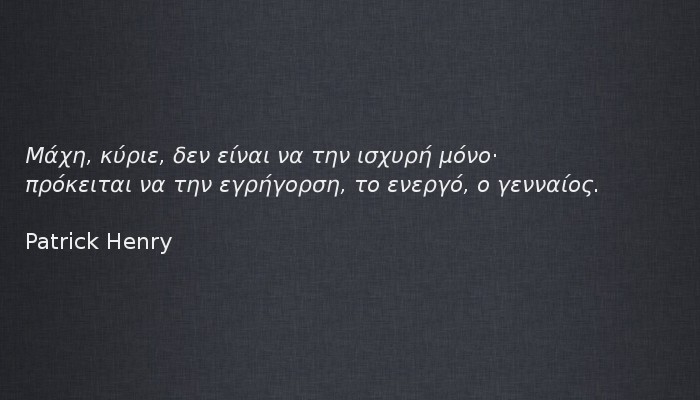 Μάχη, κύριε, δεν είναι να την ισχυρή μόνο·
πρόκειται να την εγρήγορση, το ενεργό, ο γενναίος.
Patrick Henry